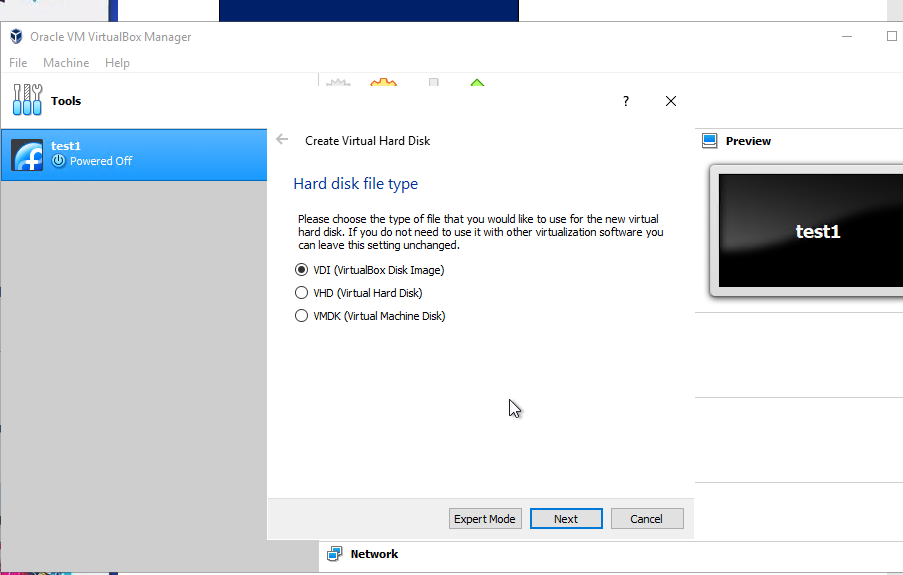 Oracle VM VirtualBox Manager
File Machine Help
Tools
?
test1
Powered Off
Create Virtual Hard Disk
Preview
Hard disk file type
test1
Please choose the type of file that you would like to use for the new virtual
hard disk. If you do not need to use it with other virtualization software you
can leave this setting unchanged.
VDI (VirtualBox Disk Image)
VHD (Virtual Hard Disk)
VMDK (Virtual Machine Disk)
Expert Mode Next Cancel
Network